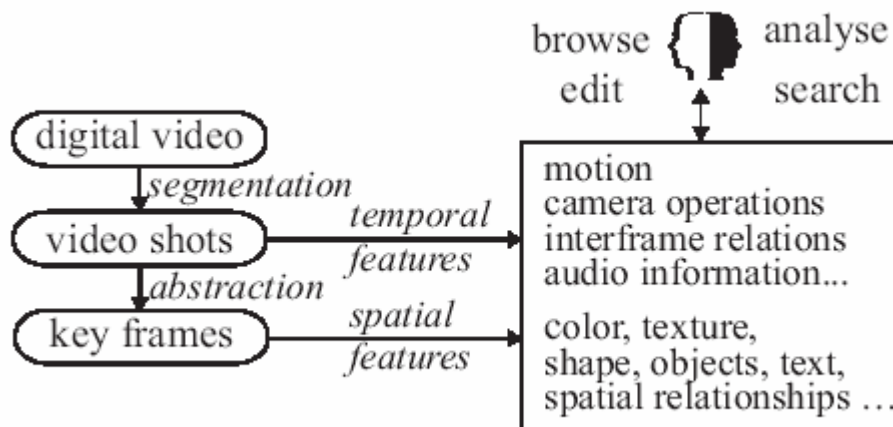 browse
analyse
edit
search
digital video
segmentation
video shots
temporal
features
abstraction
key frames
spatial
features
motion
camera operations
interframe relations
audio information...
color, texture,
shape, objects, text,
spatial relationships ...